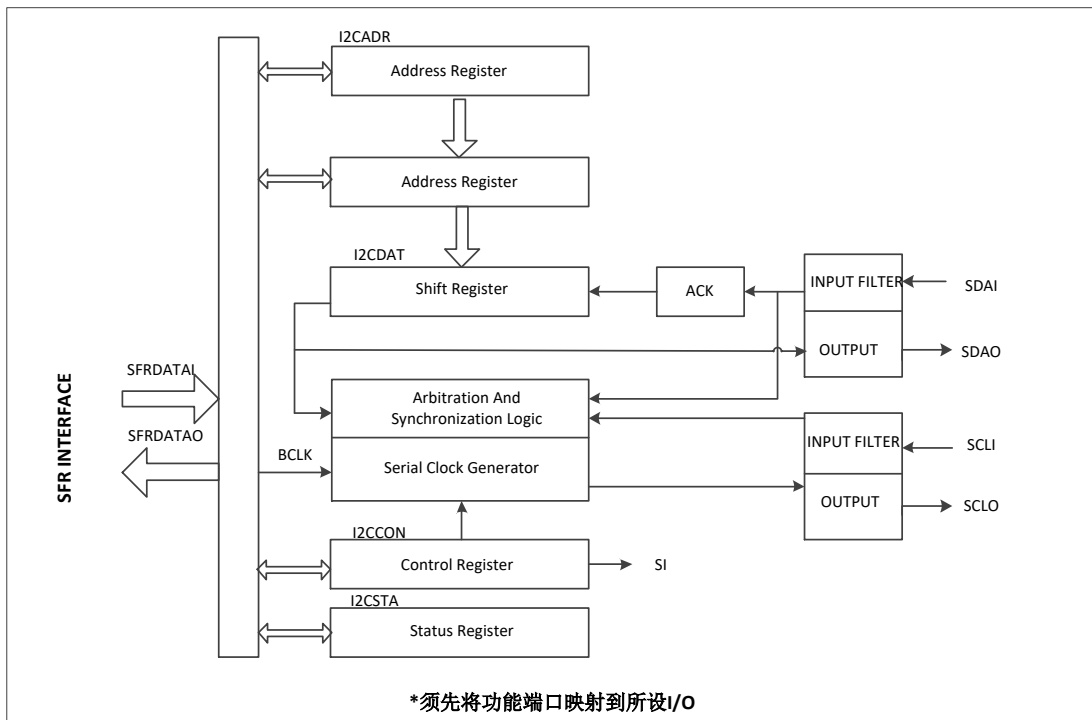 I2CADR
Address Register
Address Register
I2CDAT
Shift Register
ACK
INPUT FILTER
SDAI
OUTPUT
SDAO
SFR INTERFACE
SFRDATAI
SFRDATAO
BCLK
Arbitration And
Synchronization Logic
Serial Clock Generator
INPUT FILTER
SCLI
OUTPUT
SCLO
I2CCON
Control Register
SI
I2CSTA
Status Register
*须先将功能端口映射到所设I/O